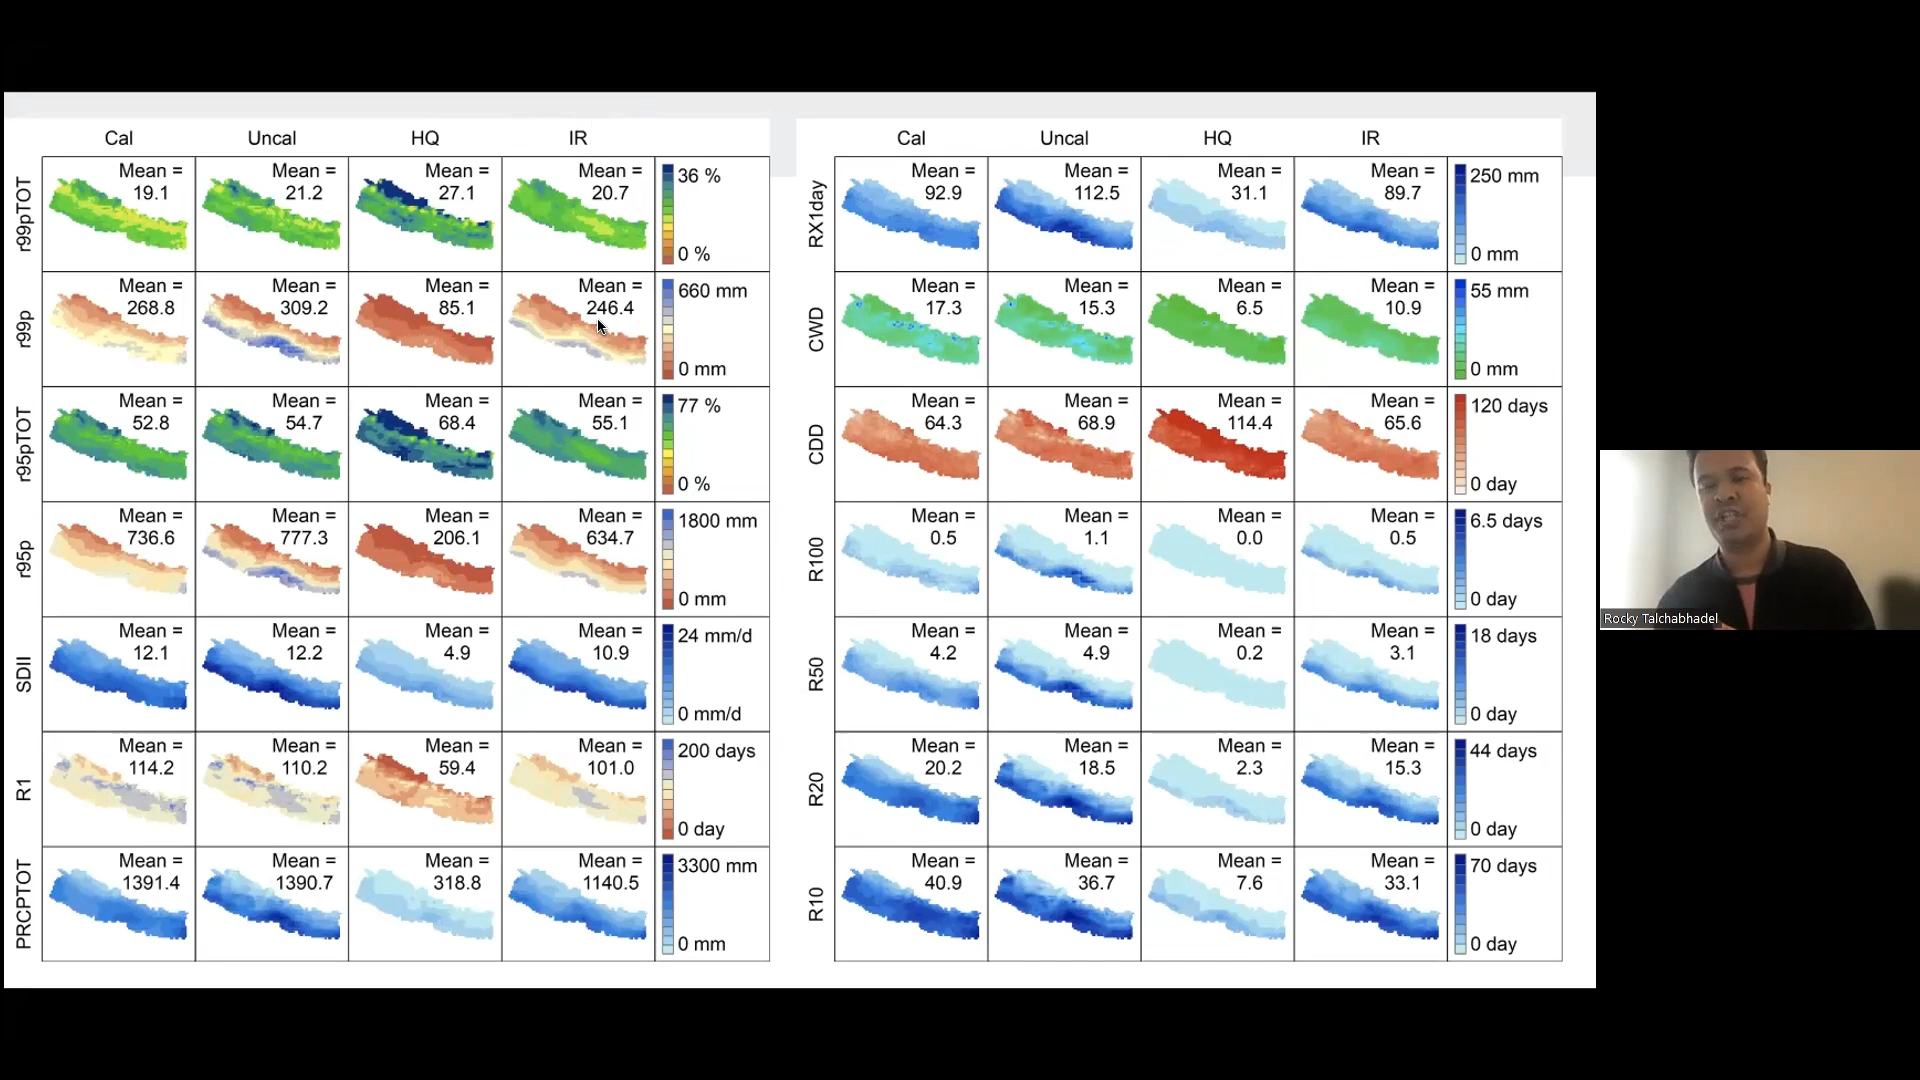 Cal Uncal HQ IR
r99pTOT
Mean = 19.1
Mean = 21.2
Mean = 27.1
Mean = 20.7
36 %
0 %
r99p
Mean = 268.8
Mean = 309.2
Mean = 85.1
Mean = 246.4
660 mm
0 mm
r95pTOT
Mean = 52.8
Mean = 54.7
Mean = 68.4
Mean = 55.1
77 %
0 %
r95p
Mean = 736.6
Mean = 777.3
Mean = 206.1
Mean = 634.7
1800 mm
0 mm
SDII
Mean = 12.1
Mean = 12.2
Mean = 4.9
Mean = 10.9
24 mm/d
0 mm/d
R1
Mean = 114.2
Mean = 110.2
Mean = 59.4
Mean = 101.0
200 days
0 day
PRCPTOT
Mean = 1391.4
Mean = 1390.7
Mean = 318.8
Mean = 1140.5
3300 mm
0 mm
Cal Uncal HQ IR
RX1day
Mean = 92.9
Mean = 112.5
Mean = 31.1
Mean = 89.7
250 mm
0 mm
CWD
Mean = 17.3
Mean = 15.3
Mean = 6.5
Mean = 10.9
55 mm
0 mm
CDD
Mean = 64.3
Mean = 68.9
Mean = 114.4
Mean = 65.6
120 days
0 day
R100
Mean = 0.5
Mean = 1.1
Mean = 0.0
Mean = 0.5
6.5 days
0 day
R50
Mean = 4.2
Mean = 4.9
Mean = 0.2
Mean = 3.1
18 days
0 day
R20
Mean = 20.2
Mean = 18.5
Mean = 2.3
Mean = 15.3
44 days
0 day
R10
Mean = 40.9
Mean = 36.7
Mean = 7.6
Mean = 33.1
70 days
0 day
Rocky Talchabhadel